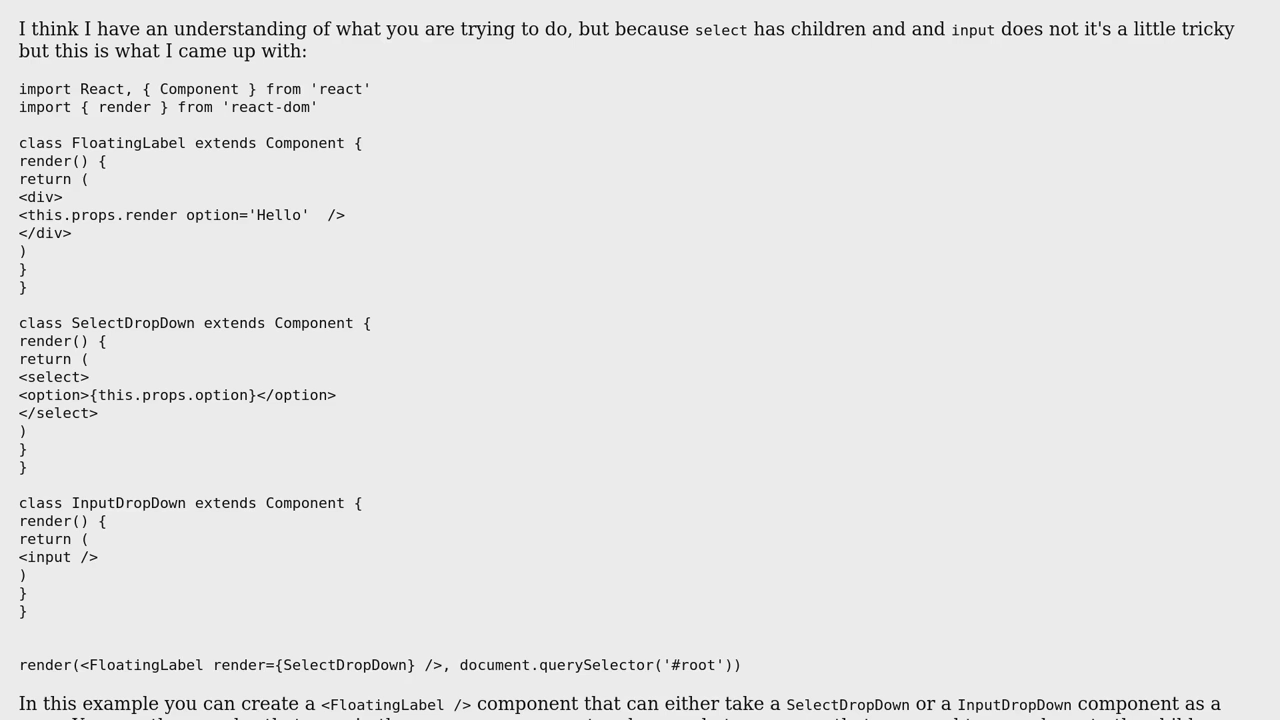 I think I have an understanding of what you are trying to do, but because select has children and and input does not it's a little tricky
but this is what I came up with:
import React, { Component } from 'react'
import { render } from 'react-dom'
class FloatingLabel extends Component {
render() {
return (
<div>
<this.props.render option='Hello'  />
</div>
)
}
}
class SelectDropDown extends Component {
render() {
return (
<select>
<option>{this.props.option}</option>
</select>
)
}
}
class InputDropDown extends Component {
render() {
return (
<input />
)
}
}
render(<FloatingLabel render={SelectDropDown} />, document.querySelector('#root'))
In this example you can create a <FloatingLabel /> component that can either take a SelectDropDown or a InputDropDown component as a